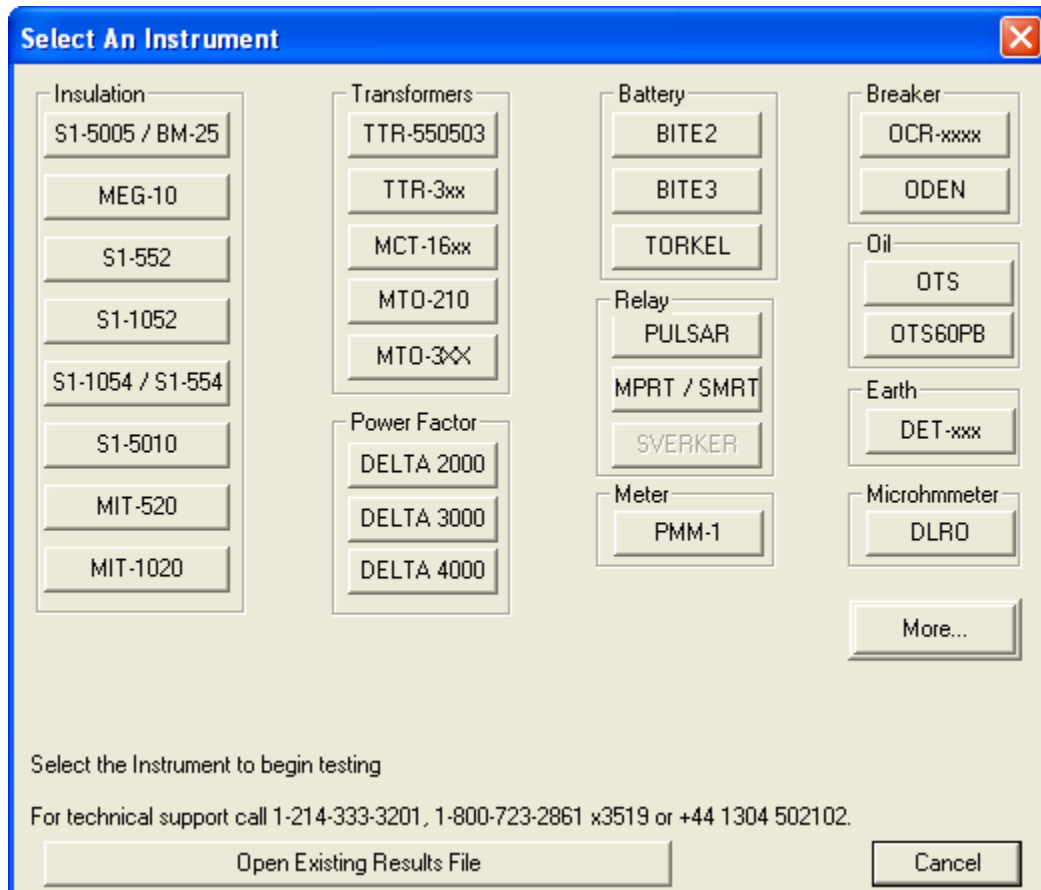 Select An Instrument
Insulation
S1-5005 / BM-25
MEG-10
S1-552
S1-1052
S1-1054 / S1-554
S1-5010
MIT-520
MIT-1020
Transformers
TTR-550503
TTR-3xx
MCT-16xx
MTO-210
MTO-3XX
Power Factor
DELTA 2000
DELTA 3000
DELTA 4000
Battery
BITE2
BITE3
TORKEL
Relay
PULSAR
MPRT / SMRT
SVERKER
Meter
PMM-1
Breaker
OCR-xxxx
ODEN
Oil
OTS
OTS60PB
Earth
DET-xxx
Microhmmeter
DLRO
More...
Select the Instrument to begin testing
For technical support call 1-214-333-3201, 1-800-723-2861 x3519 or +44 1304 502102.
Open Existing Results File
Cancel